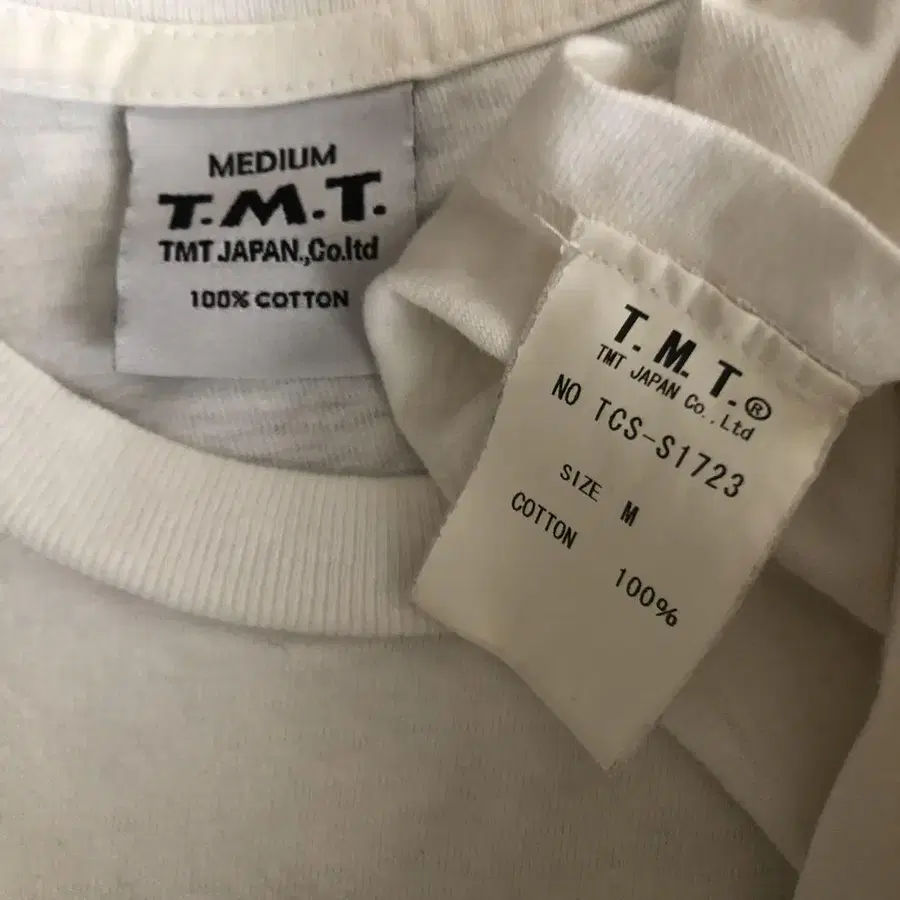 MEDIUM
T.M.T.
TMT JAPAN.,Co.ltd
100% COTTON
T.M.T.®
TMT JAPAN Co.,Ltd
NO TCS-S1723
SIZE M
COTTON 100%